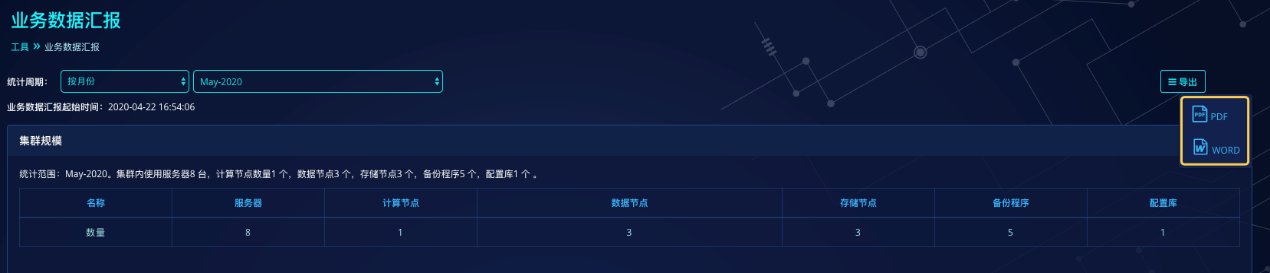 业务数据汇报
工具 » 业务数据汇报
统计周期： 按月份 May-2020 导出
业务数据汇报起始时间：2020-04-22 16:54:06
PDF PDF
集群规模
W WORD
统计范围：May-2020。集群内使用服务器8 台，计算节点数量1 个，数据节点3 个，存储节点3 个，备份程序5 个，配置库1 个 。
名称 服务器 计算节点 数据节点 存储节点 备份程序 配置库
数量 8 1 3 3 5 1